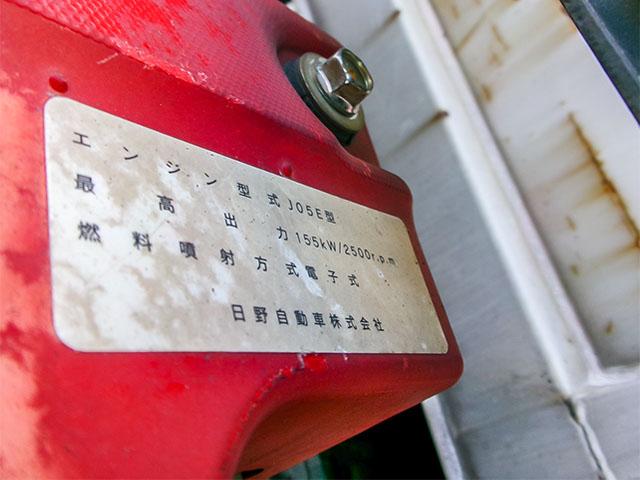 エンジン型式J05E型
最高出力155kW/2500r.p.m
燃料噴射方式電子式
日野自動車株式会社